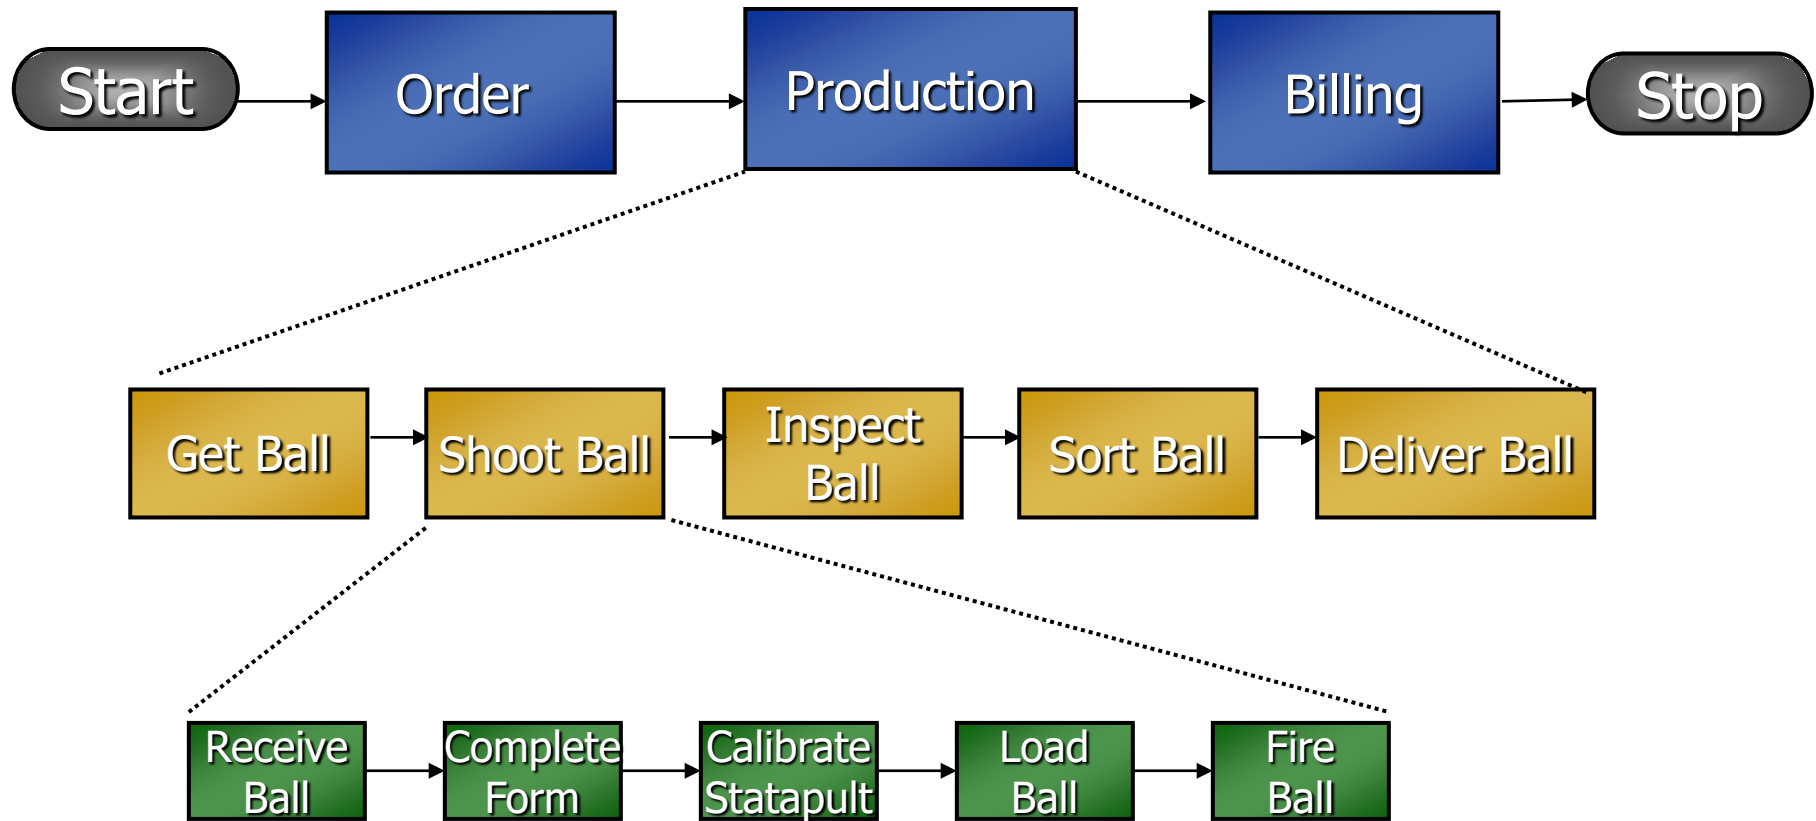 Start
Order
Production
Billing
Stop
Get Ball
Shoot Ball
Inspect
Ball
Sort Ball
Deliver Ball
Receive
Ball
Complete
Form
Calibrate
Statapult
Load
Ball
Fire
Ball